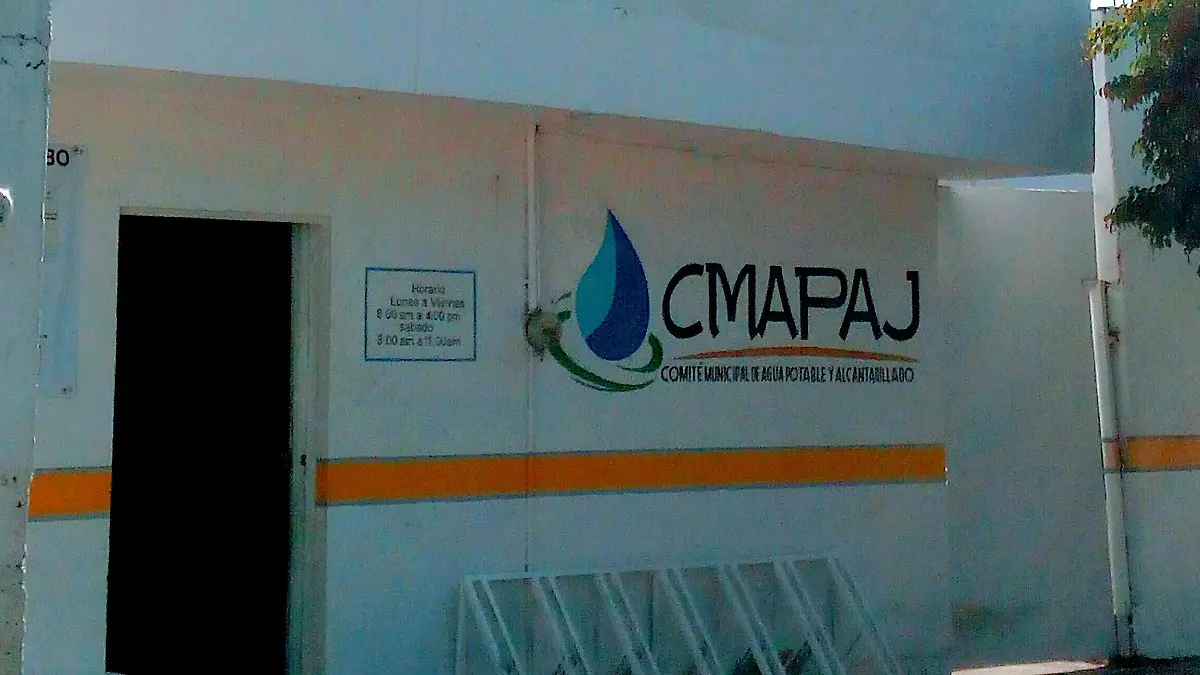 BO
Horario
Lunes a Viernes
8:00 am a 4:00 pm
sabado
8:00 am a 11:00am
CMAPAJ
COMITÉ MUNICIPAL DE AGUA POTABLE Y ALCANTARILLADO